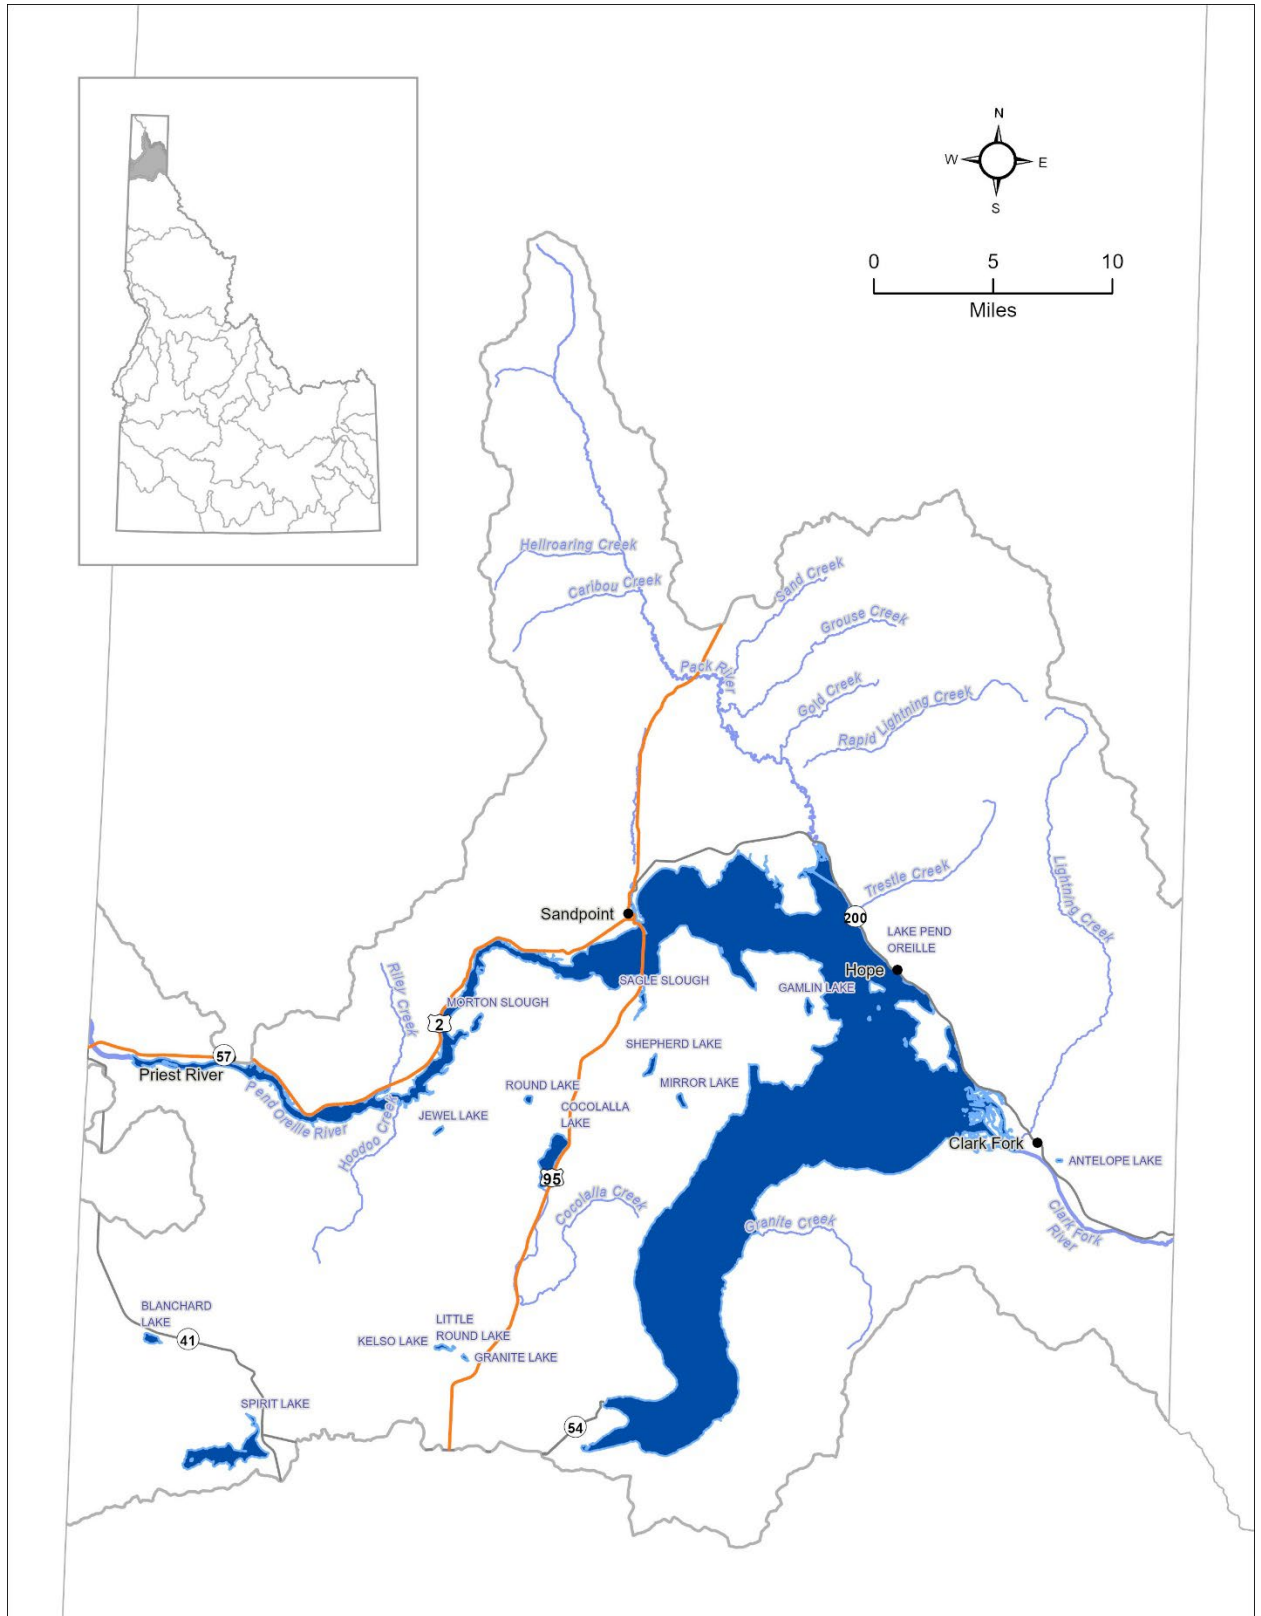 N
W
E
S
0 5 10
Miles
Hellroaring Creek
Caribou Creek
Sand Creek
Grouse Creek
Pack River
Gold Creek
Rapid Lightning Creek
Trestle Creek
Lightning Creek
Sandpoint
200
LAKE PEND
OREILLE
Hope
Riley Creek
SAGLE SLOUGH
GAMLIN LAKE
MORTON SLOUGH
2
SHEPHERD LAKE
57
Priest River
Pend Oreille River
ROUND LAKE
MIRROR LAKE
COCOLALLA
LAKE
JEWEL LAKE
Hoodoo Creek
Clark Fork
ANTELOPE LAKE
95
Cocolalla Creek
Granite Creek
Clark Fork
River
BLANCHARD
LAKE
41
LITTLE
ROUND LAKE
KELSO LAKE
GRANITE LAKE
SPIRIT LAKE
54